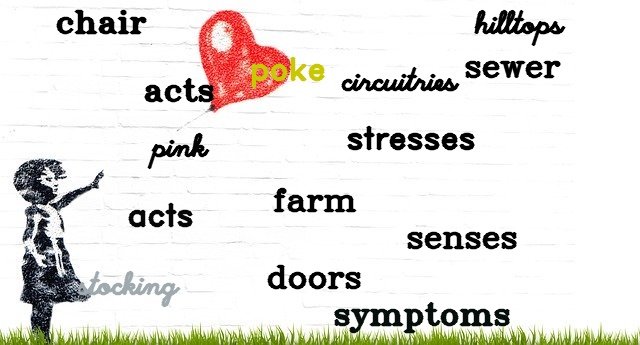 chair
hilltops
poke
sewer
circuitries
acts
stresses
pink
farm
acts
senses
doors
stocking
symptoms